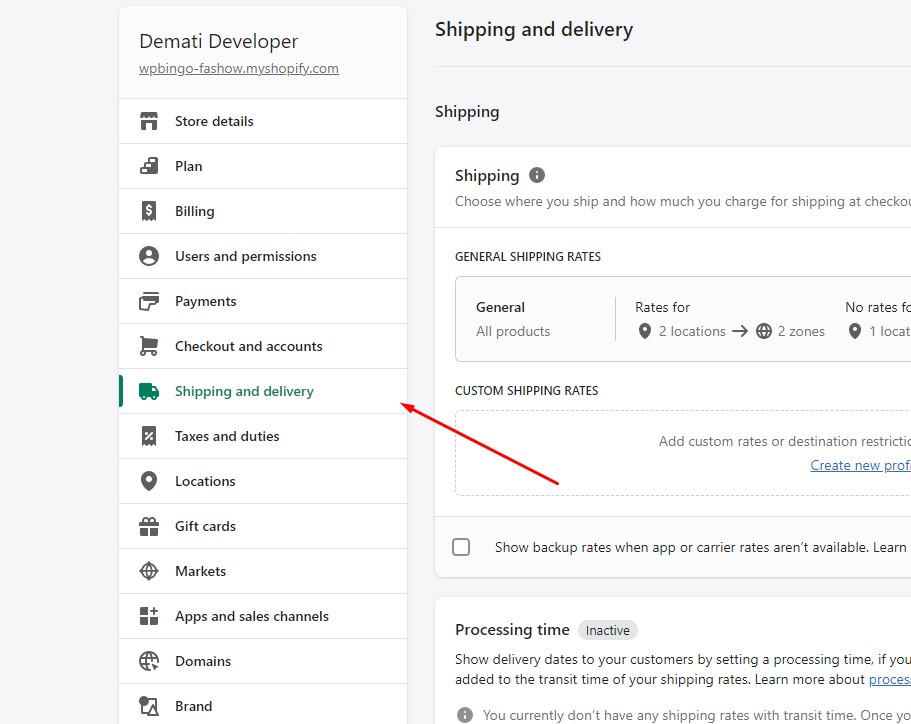 Demati Developer
wpbingo-fashow.myshopify.com
Store details
Plan
Billing
Users and permissions
Payments
Checkout and accounts
Shipping and delivery
Taxes and duties
Locations
Gift cards
Markets
Apps and sales channels
Domains
Brand
Shipping and delivery
Shipping
Shipping
Choose where you ship and how much you charge for shipping at checkou
GENERAL SHIPPING RATES
General
All products
Rates for
2 locations → 2 zones
No rates fo
1 locat
CUSTOM SHIPPING RATES
Add custom rates or destination restrictio
Create new profi
Show backup rates when app or carrier rates aren't available. Learn
Processing time Inactive
Show delivery dates to your customers by setting a processing time, if you
added to the transit time of your shipping rates. Learn more about proces
You currently don't have any shipping rates with transit time. Once yo